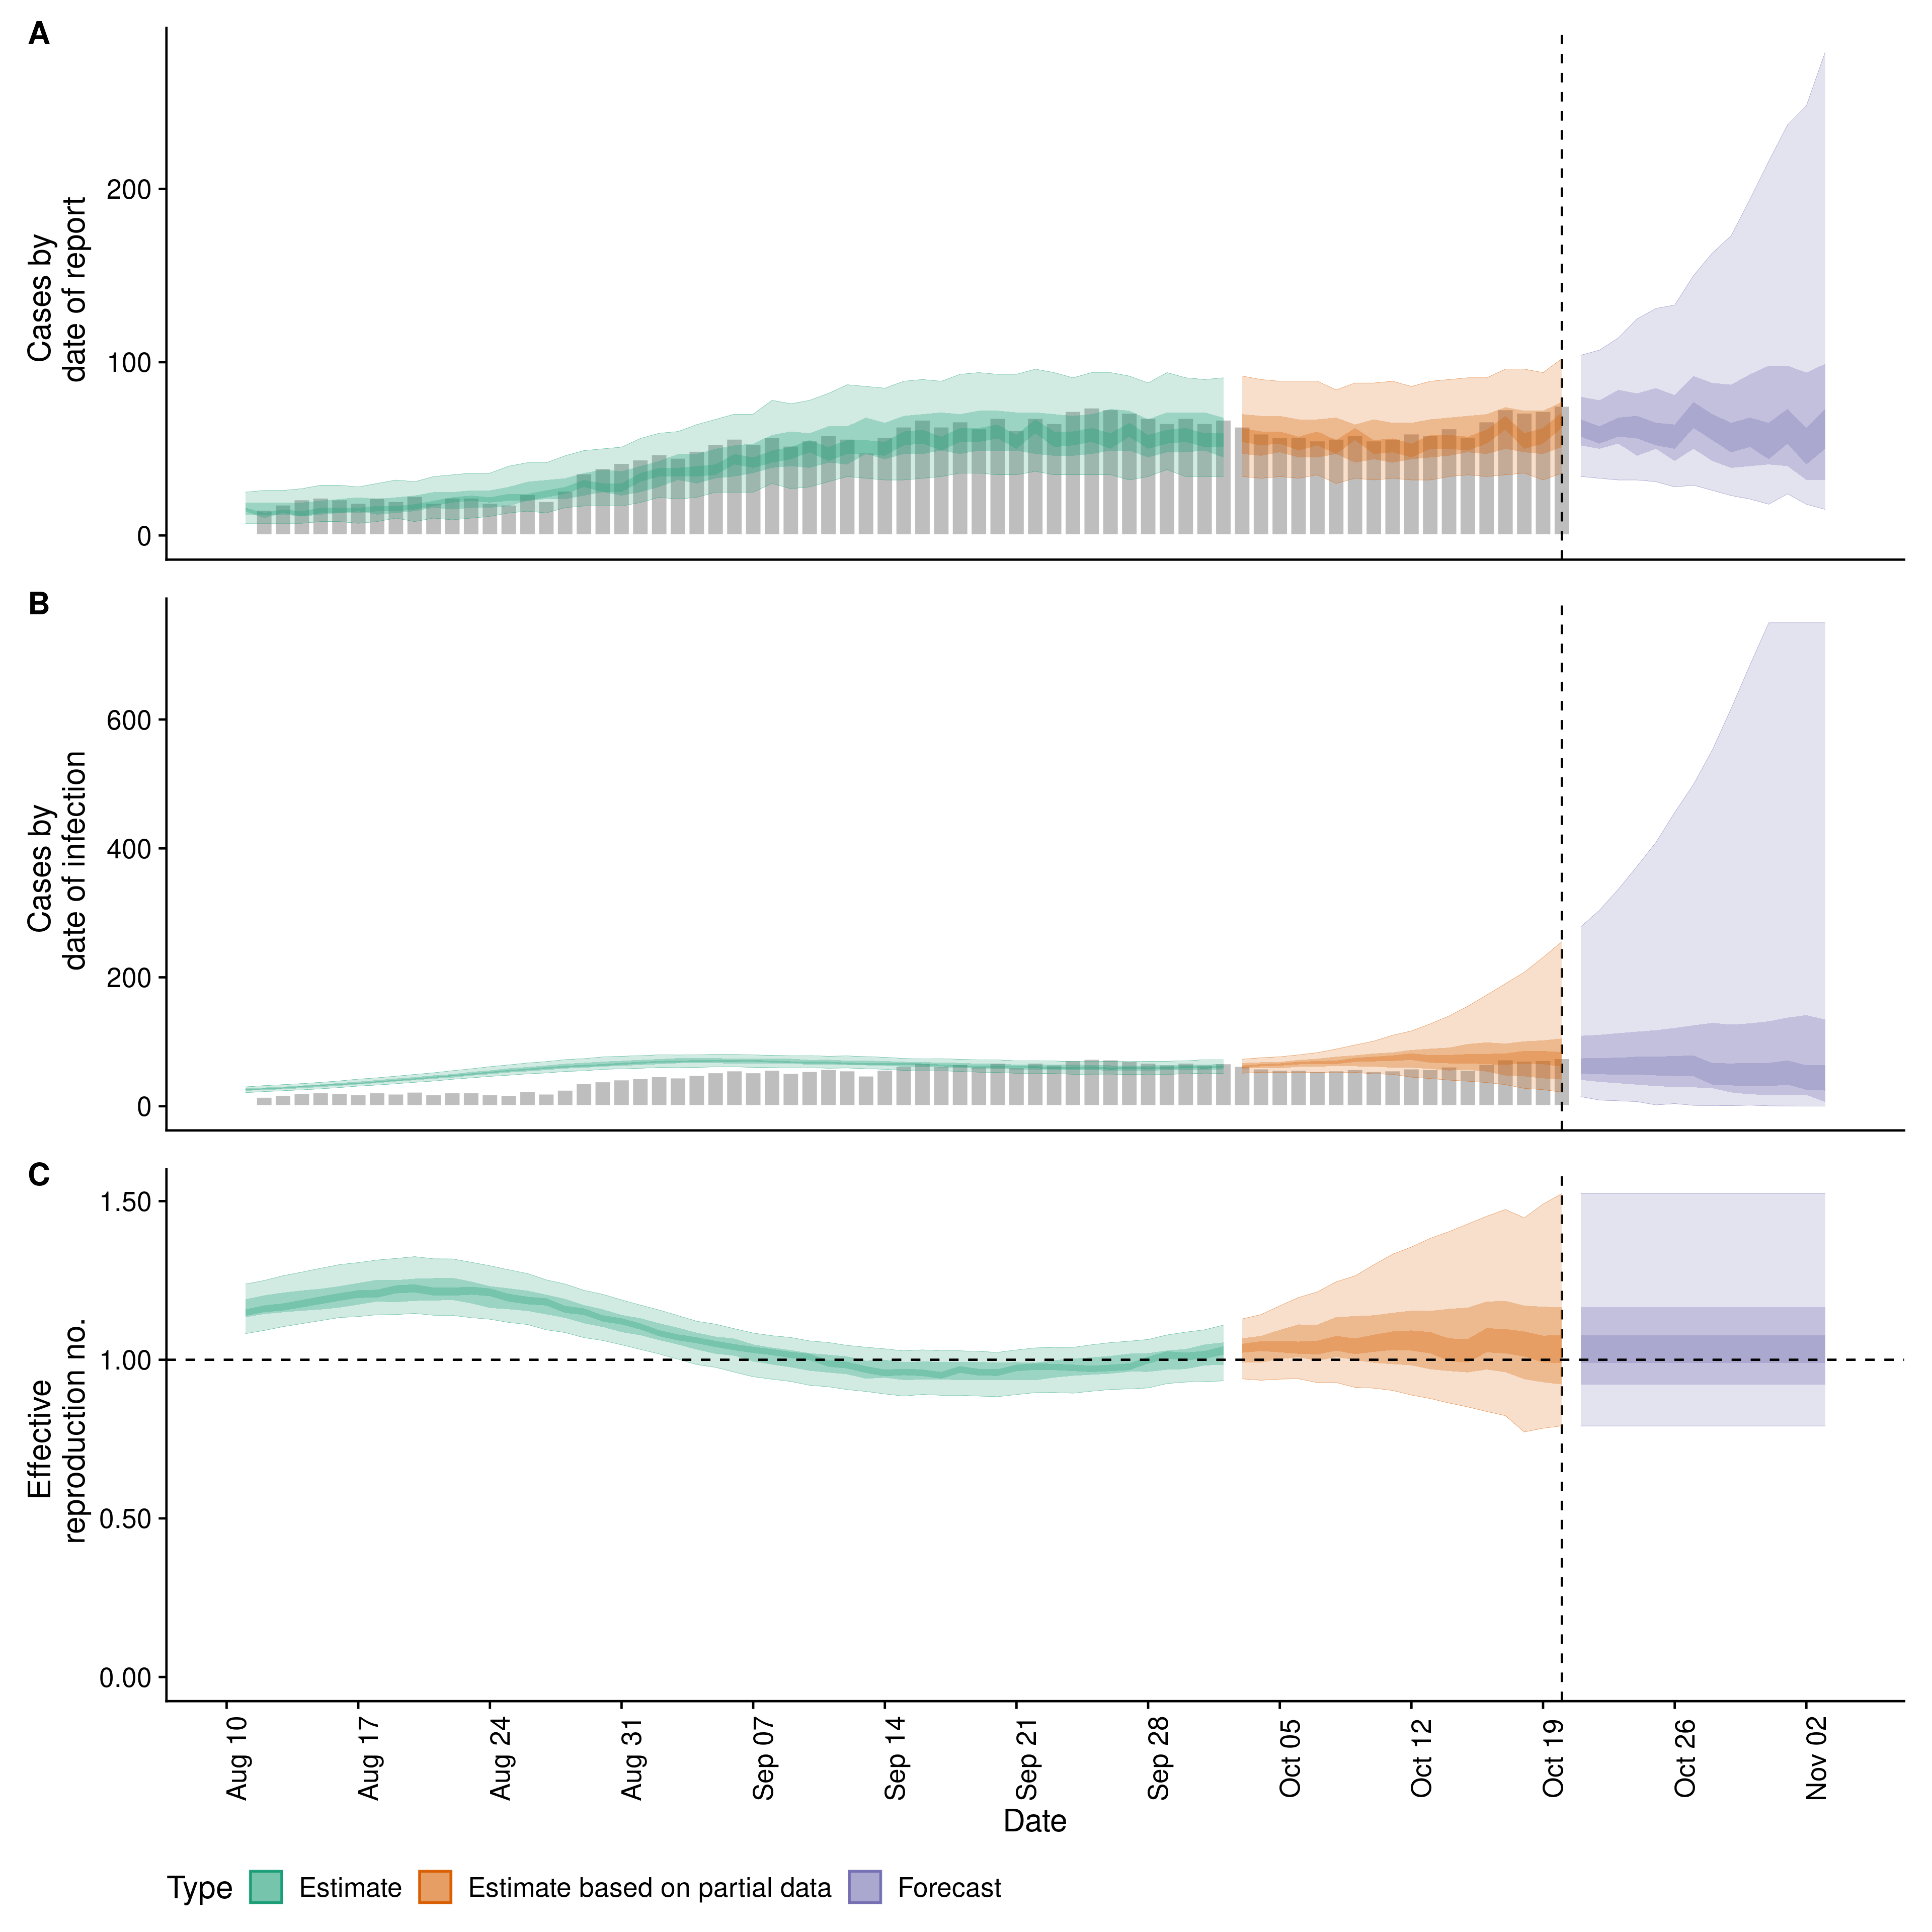 A
Cases by
date of report
200
100
0
B
Cases by
date of infection
600
400
200
0
C
Effective
reproduction no.
1.50
1.00
0.50
0.00
Aug 10
Aug 17
Aug 24
Aug 31
Sep 07
Sep 14
Sep 21
Sep 28
Oct 05
Oct 12
Oct 19
Oct 26
Nov 02
Date
Type Estimate Estimate based on partial data Forecast